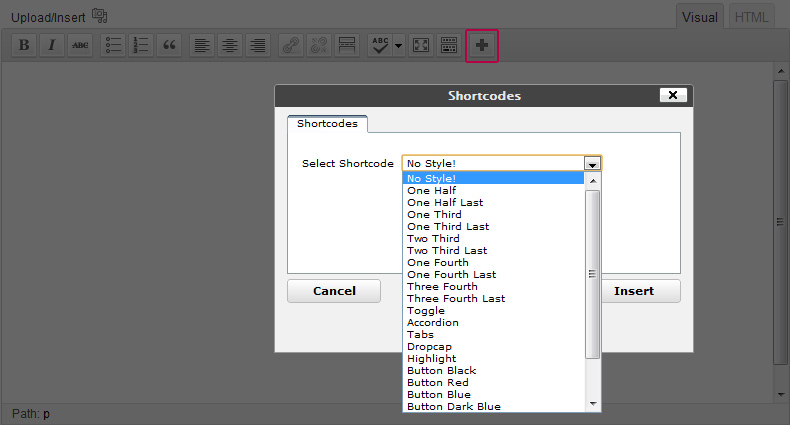 Upload/Insert
Visual
HTML
B I ABC
ABC
Shortcodes
Shortcodes
Select Shortcode
No Style!
No Style!
One Half
One Half Last
One Third
One Third Last
Two Third
Two Third Last
One Fourth
One Fourth Last
Three Fourth
Three Fourth Last
Toggle
Accordion
Tabs
Dropcap
Highlight
Button Black
Button Red
Button Blue
Button Dark Blue
Cancel
Insert
Path: p